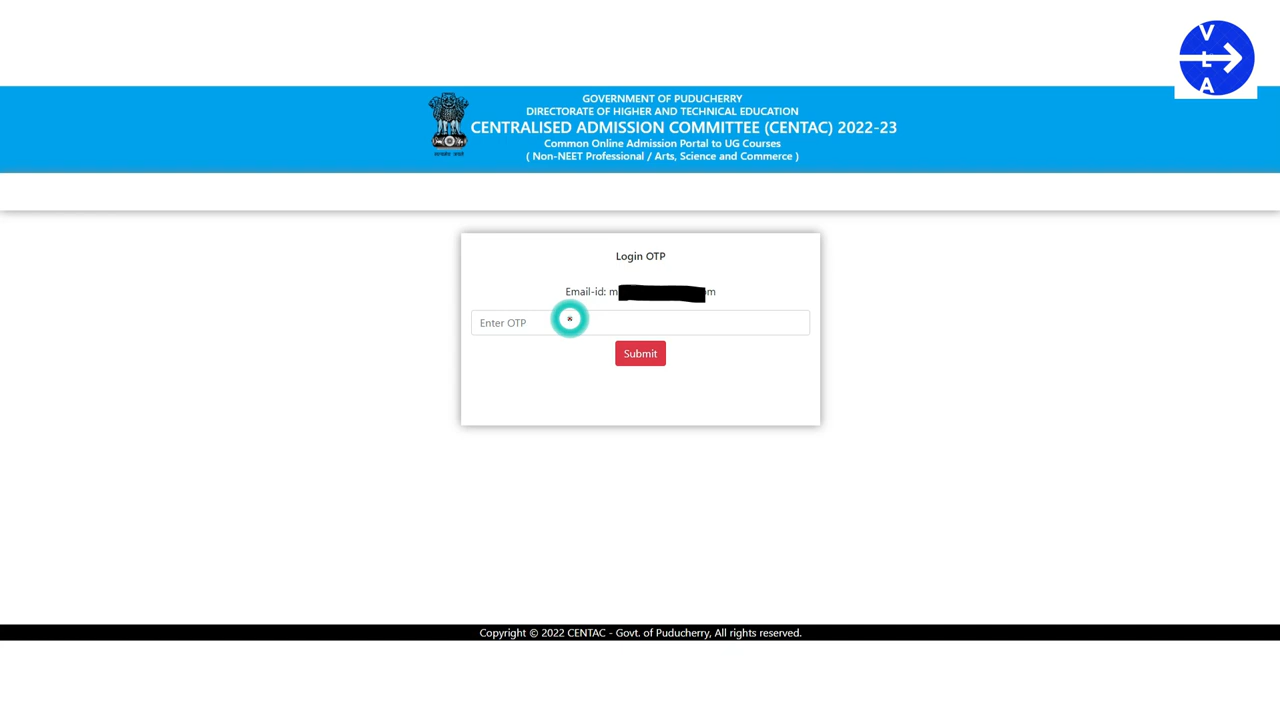 V
L
A
GOVERNMENT OF PUDUCHERRY
DIRECTORATE OF HIGHER AND TECHNICAL EDUCATION
CENTRALISED ADMISSION COMMITTEE (CENTAC) 2022-23
Common Online Admission Portal to UG Courses
( Non-NEET Professional / Arts, Science and Commerce )
Login OTP
Email-id: m
Enter OTP
Submit
Copyright © 2022 CENTAC - Govt. of Puducherry, All rights reserved.